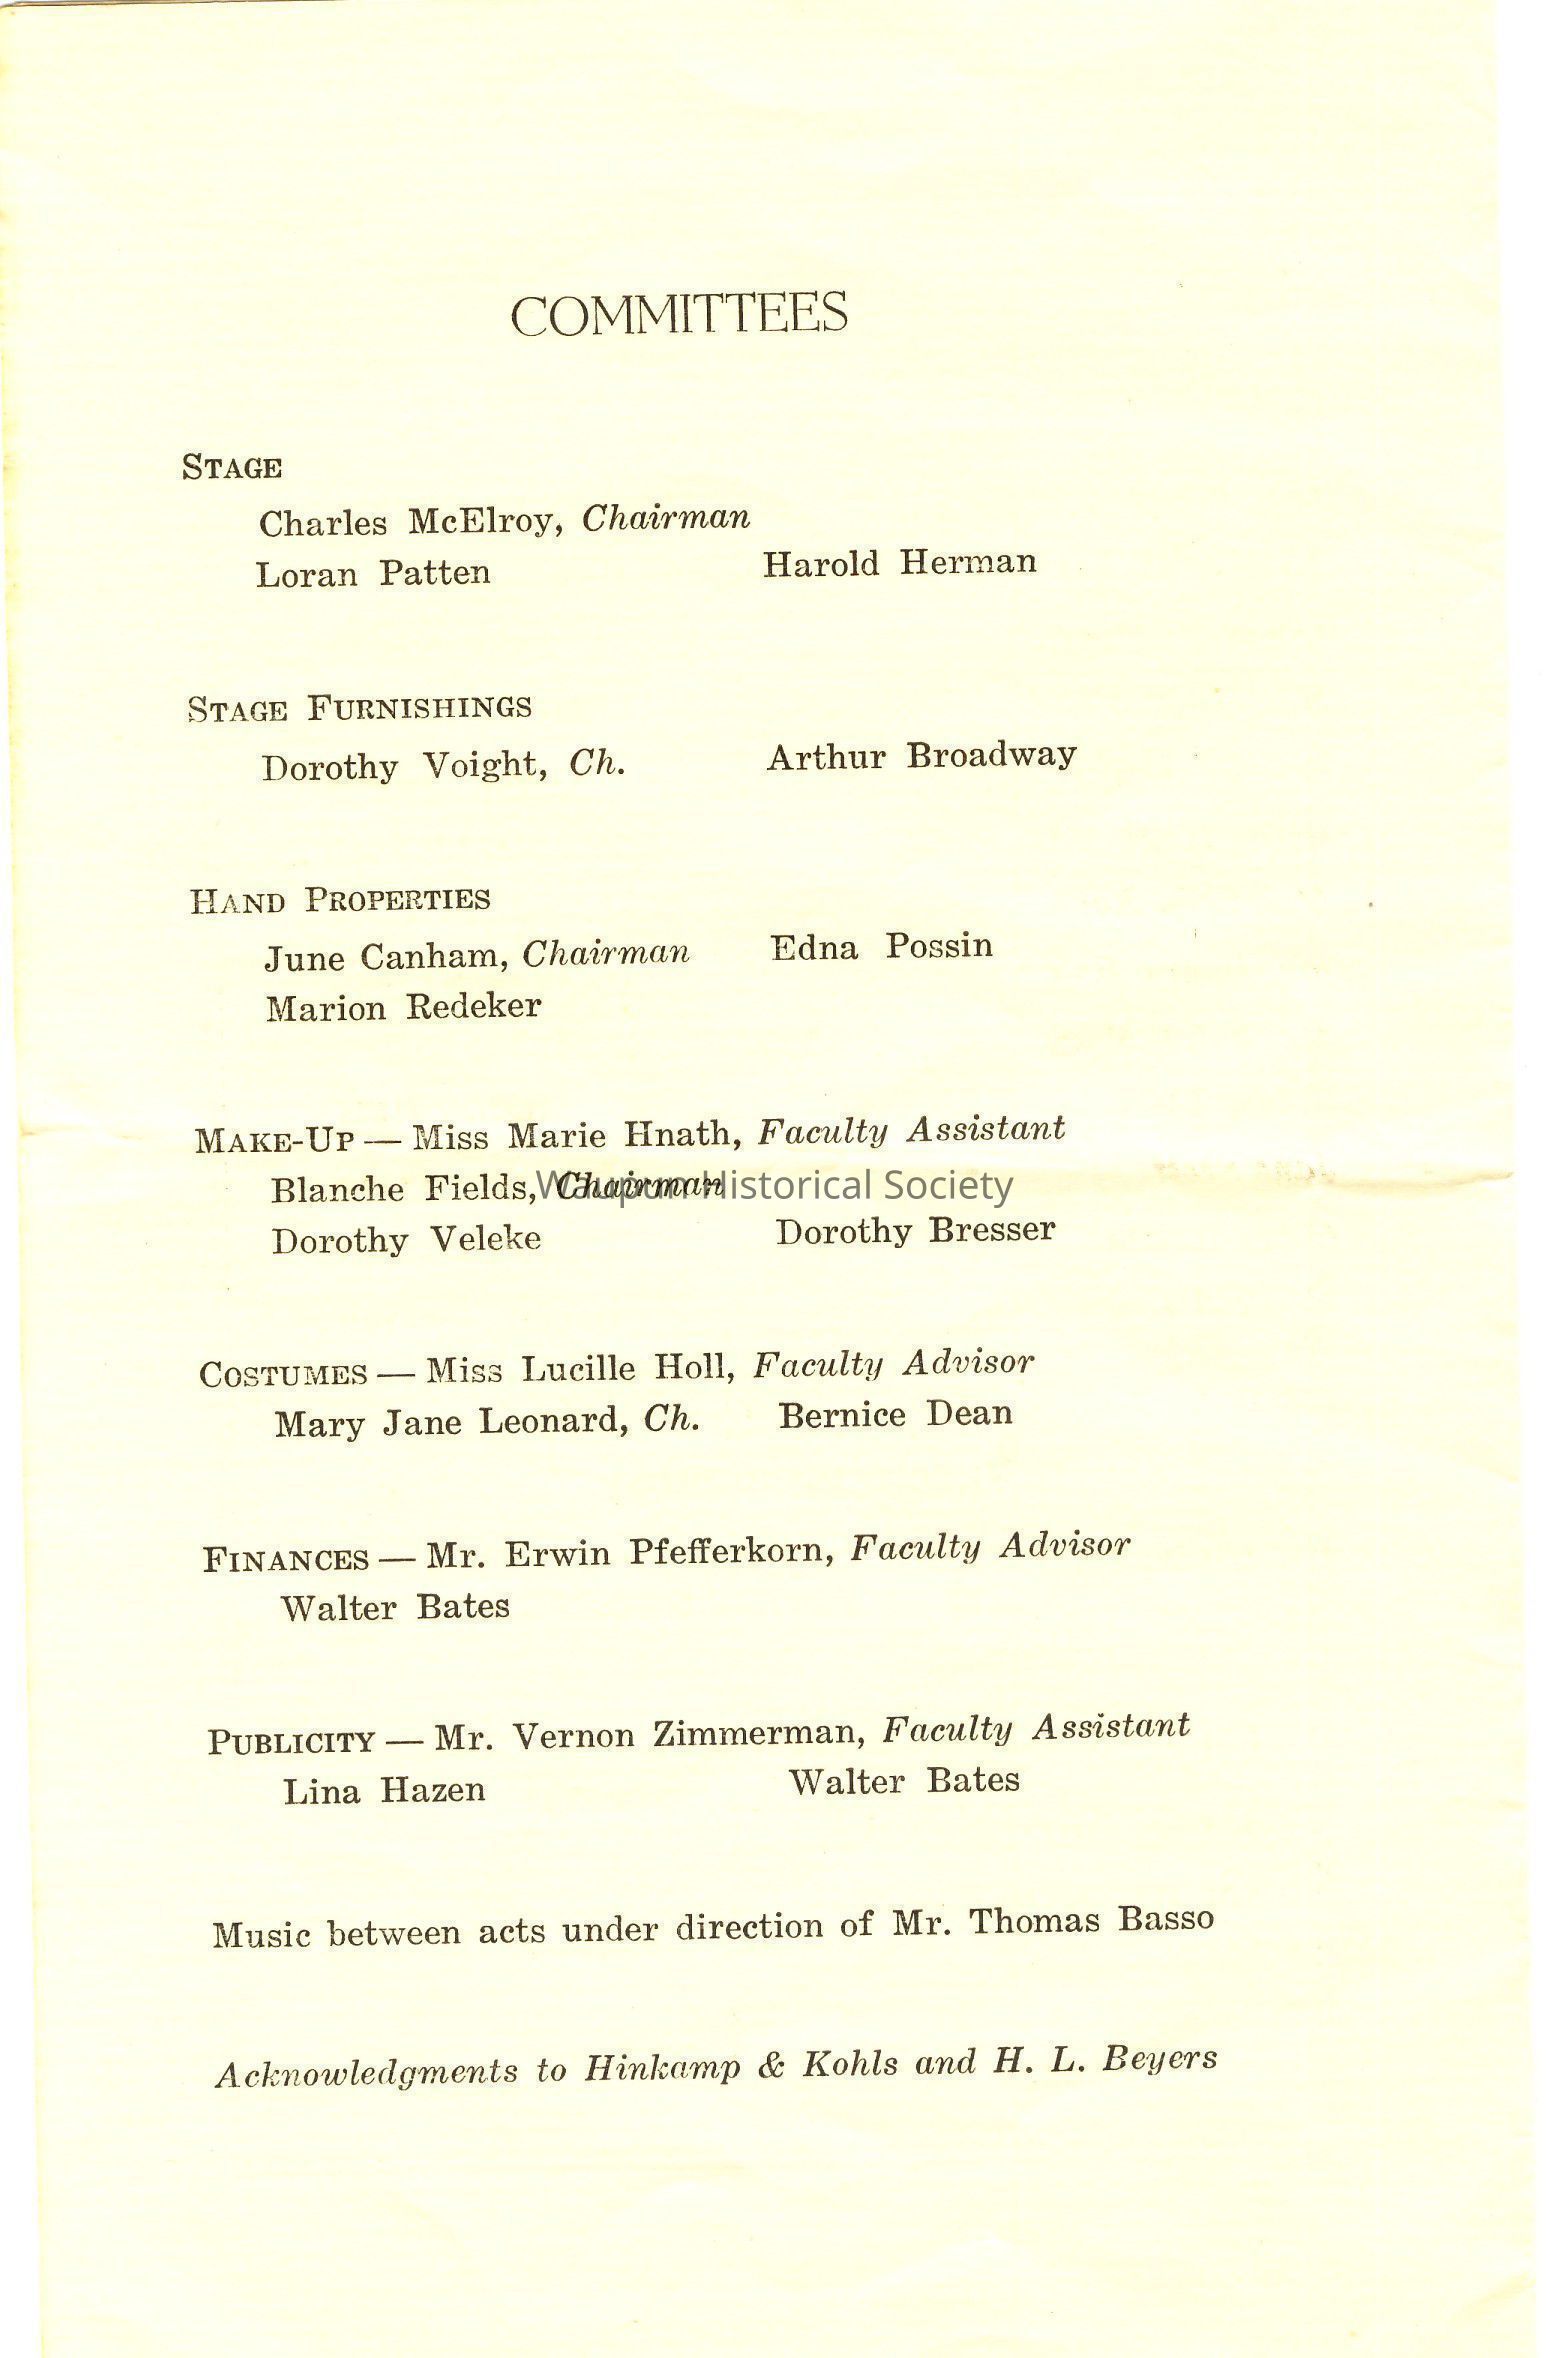 COMMITTEES
STAGE
Charles McElroy, Chairman
Loran Patten Harold Herman
STAGE FURNISHINGS
Dorothy Voight, Ch. Arthur Broadway
HAND PROPERTIES
June Canham, Chairman Edna Possin
Marion Redeker
MAKE-UP — Miss Marie Hnath, Faculty Assistant
Blanche Fields, Chairman
Waupun Historical Society
Dorothy Veleke Dorothy Bresser
COSTUMES — Miss Lucille Holl, Faculty Advisor
Mary Jane Leonard, Ch. Bernice Dean
FINANCES — Mr. Erwin Pfefferkorn, Faculty Advisor
Walter Bates
PUBLICITY — Mr. Vernon Zimmerman, Faculty Assistant
Lina Hazen Walter Bates
Music between acts under direction of Mr. Thomas Basso
Acknowledgments to Hinkamp & Kohls and H. L. Beyers